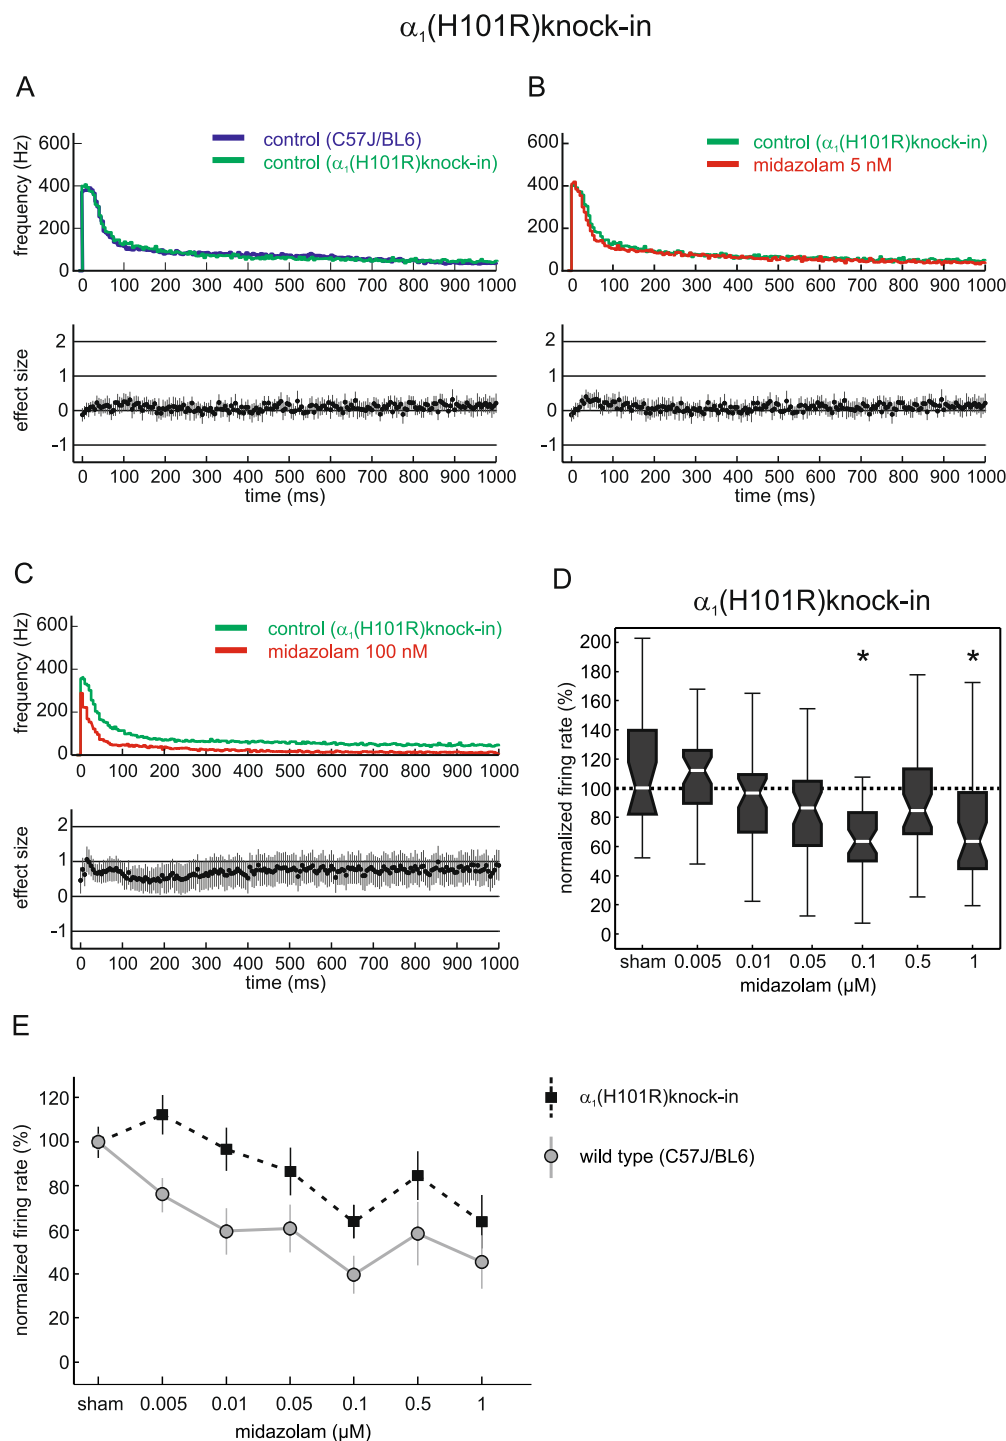 α₁(H101R)knock-in
A
frequency (Hz)
600
400
200
0
control (C57J/BL6)
control (α₁(H101R)knock-in)
0 100 200 300 400 500 600 700 800 900 1000
effect size
2
1
0
-1
0 100 200 300 400 500 600 700 800 900 1000
time (ms)
B
600
400
200
0
control (α₁(H101R)knock-in)
midazolam 5 nM
0 100 200 300 400 500 600 700 800 900 1000
2
1
0
-1
0 100 200 300 400 500 600 700 800 900 1000
time (ms)
C
frequency (Hz)
600
400
200
0
control (α₁(H101R)knock-in)
midazolam 100 nM
0 100 200 300 400 500 600 700 800 900 1000
effect size
2
1
0
-1
0 100 200 300 400 500 600 700 800 900 1000
time (ms)
D
α₁(H101R)knock-in
normalized firing rate (%)
200
180
160
140
120
100
80
60
40
20
0
* *
sham 0.005 0.01 0.05 0.1 0.5 1
midazolam (µM)
E
normalized firing rate (%)
120
100
80
60
40
20
0
sham 0.005 0.01 0.05 0.1 0.5 1
midazolam (µM)
α₁(H101R)knock-in
wild type (C57J/BL6)